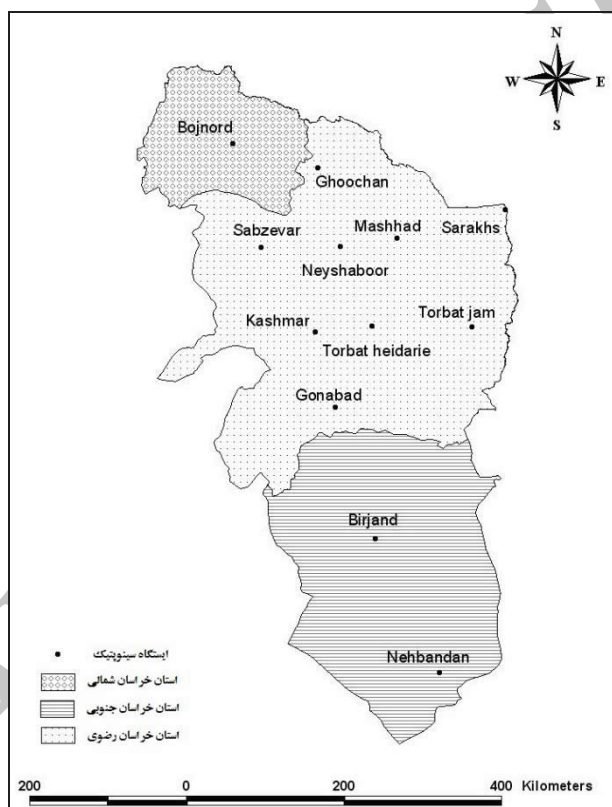 N
W E
S
Bojnord
Ghoochan
Sabzevar
Mashhad
Sarakhs
Neyshaboor
Kashmar
Torbat jam
Torbat heidarie
Gonabad
Birjand
Nehbandan
ایستگاه سینوپتیک
استان خراسان شمالی
استان خراسان جنوبی
استان خراسان رضوی
200 0 200 400 Kilometers